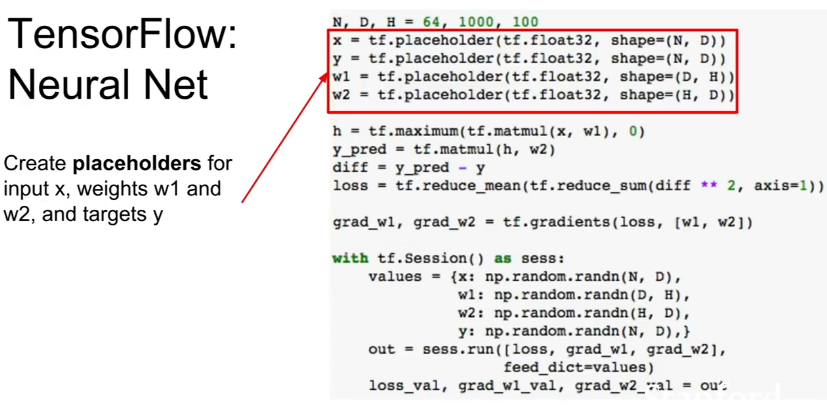 TensorFlow:
Neural Net
Create placeholders for
input x, weights w1 and
w2, and targets y
N, D, H = 64, 1000, 100
x = tf.placeholder(tf.float32, shape=(N, D))
y = tf.placeholder(tf.float32, shape=(N, D))
w1 = tf.placeholder(tf.float32, shape=(D, H))
w2 = tf.placeholder(tf.float32, shape=(H, D))
h = tf.maximum(tf.matmul(x, w1), 0)
y_pred = tf.matmul(h, w2)
diff = y_pred - y
loss = tf.reduce_mean(tf.reduce_sum(diff ** 2, axis=1))
grad_w1, grad_w2 = tf.gradients(loss, [w1, w2])
with tf.Session() as sess:
    values = {x: np.random.randn(N, D),
              w1: np.random.randn(D, H),
              w2: np.random.randn(H, D),
              y: np.random.randn(N, D),}
    out = sess.run([loss, grad_w1, grad_w2],
                   feed_dict=values)
    loss_val, grad_w1_val, grad_w2_val = out